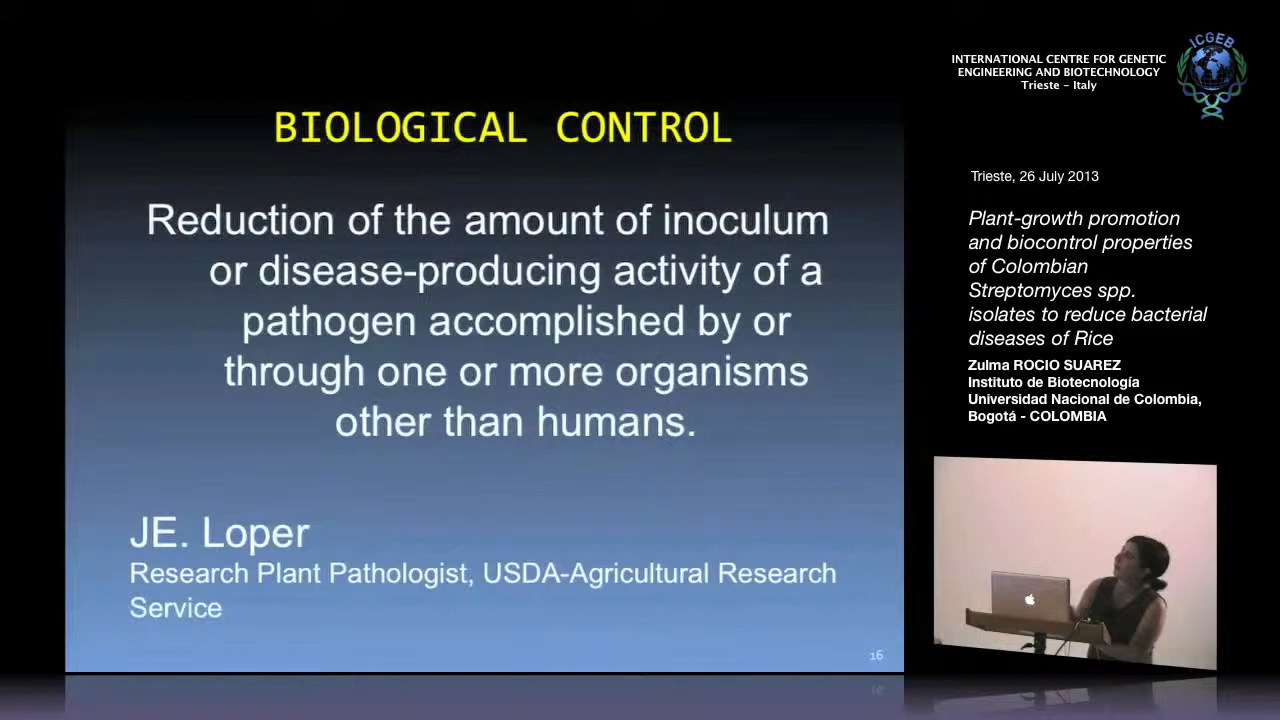 BIOLOGICAL CONTROL
Reduction of the amount of inoculum
or disease-producing activity of a
pathogen accomplished by or
through one or more organisms
other than humans.
JE. Loper
Research Plant Pathologist, USDA-Agricultural Research
Service
16
INTERNATIONAL CENTRE FOR GENETIC
ENGINEERING AND BIOTECHNOLOGY
Trieste - Italy
ICGEB
Trieste, 26 July 2013
Plant-growth promotion
and biocontrol properties
of Colombian
Streptomyces spp.
isolates to reduce bacterial
diseases of Rice
Zulma ROCIO SUAREZ
Instituto de Biotecnología
Universidad Nacional de Colombia,
Bogotá - COLOMBIA